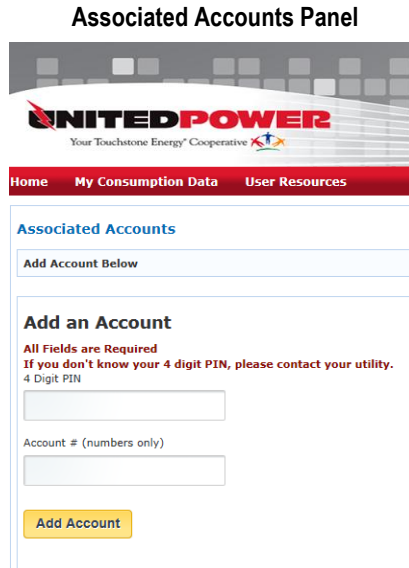 Associated Accounts Panel
UNITEDPOWER
Your Touchstone Energy® Cooperative
Home My Consumption Data User Resources
Associated Accounts
Add Account Below
Add an Account
All Fields are Required
If you don't know your 4 digit PIN, please contact your utility.
4 Digit PIN
Account # (numbers only)
Add Account